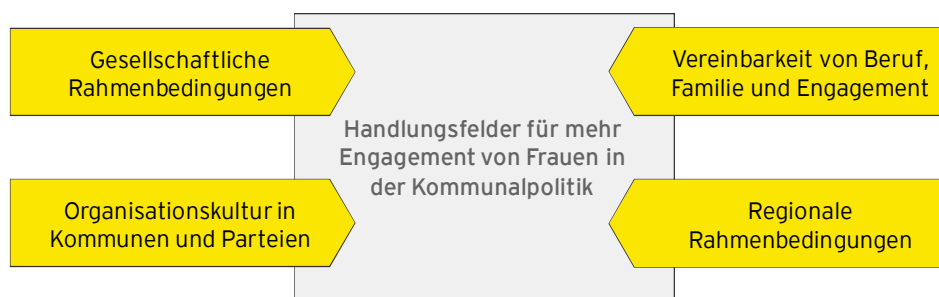 Gesellschaftliche
Rahmenbedingungen
Vereinbarkeit von Beruf,
Familie und Engagement
Handlungsfelder für mehr
Engagement von Frauen in
der Kommunalpolitik
Organisationskultur in
Kommunen und Parteien
Regionale
Rahmenbedingungen